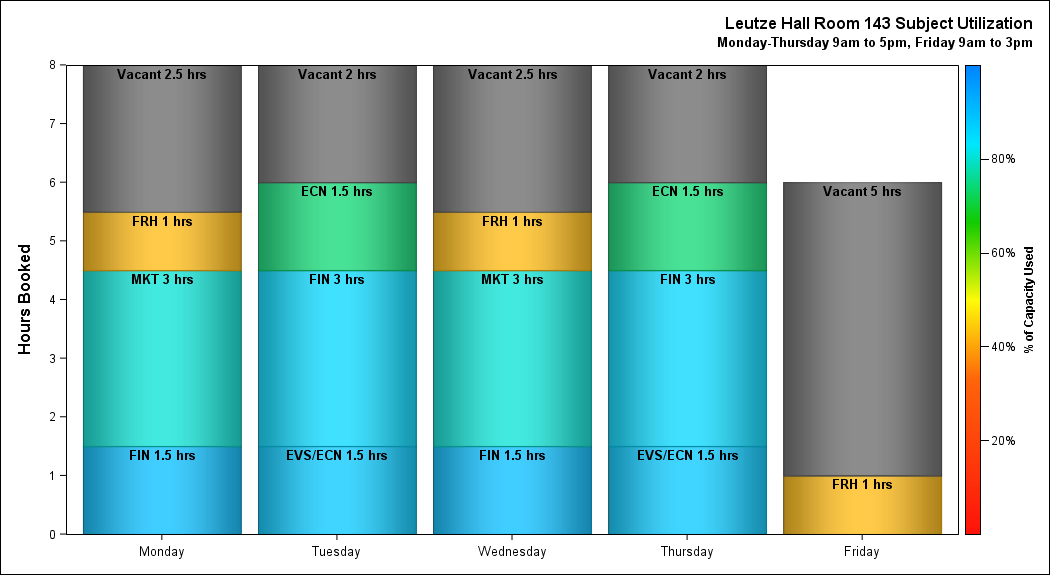 Leutze Hall Room 143 Subject Utilization
Monday-Thursday 9am to 5pm, Friday 9am to 3pm
Hours Booked
8
7
6
5
4
3
2
1
0
Vacant 2.5 hrs
FRH 1 hrs
MKT 3 hrs
FIN 1.5 hrs
Vacant 2 hrs
ECN 1.5 hrs
FIN 3 hrs
EVS/ECN 1.5 hrs
Vacant 2.5 hrs
FRH 1 hrs
MKT 3 hrs
FIN 1.5 hrs
Vacant 2 hrs
ECN 1.5 hrs
FIN 3 hrs
EVS/ECN 1.5 hrs
Vacant 5 hrs
FRH 1 hrs
Monday
Tuesday
Wednesday
Thursday
Friday
80%
60%
40%
20%
% of Capacity Used